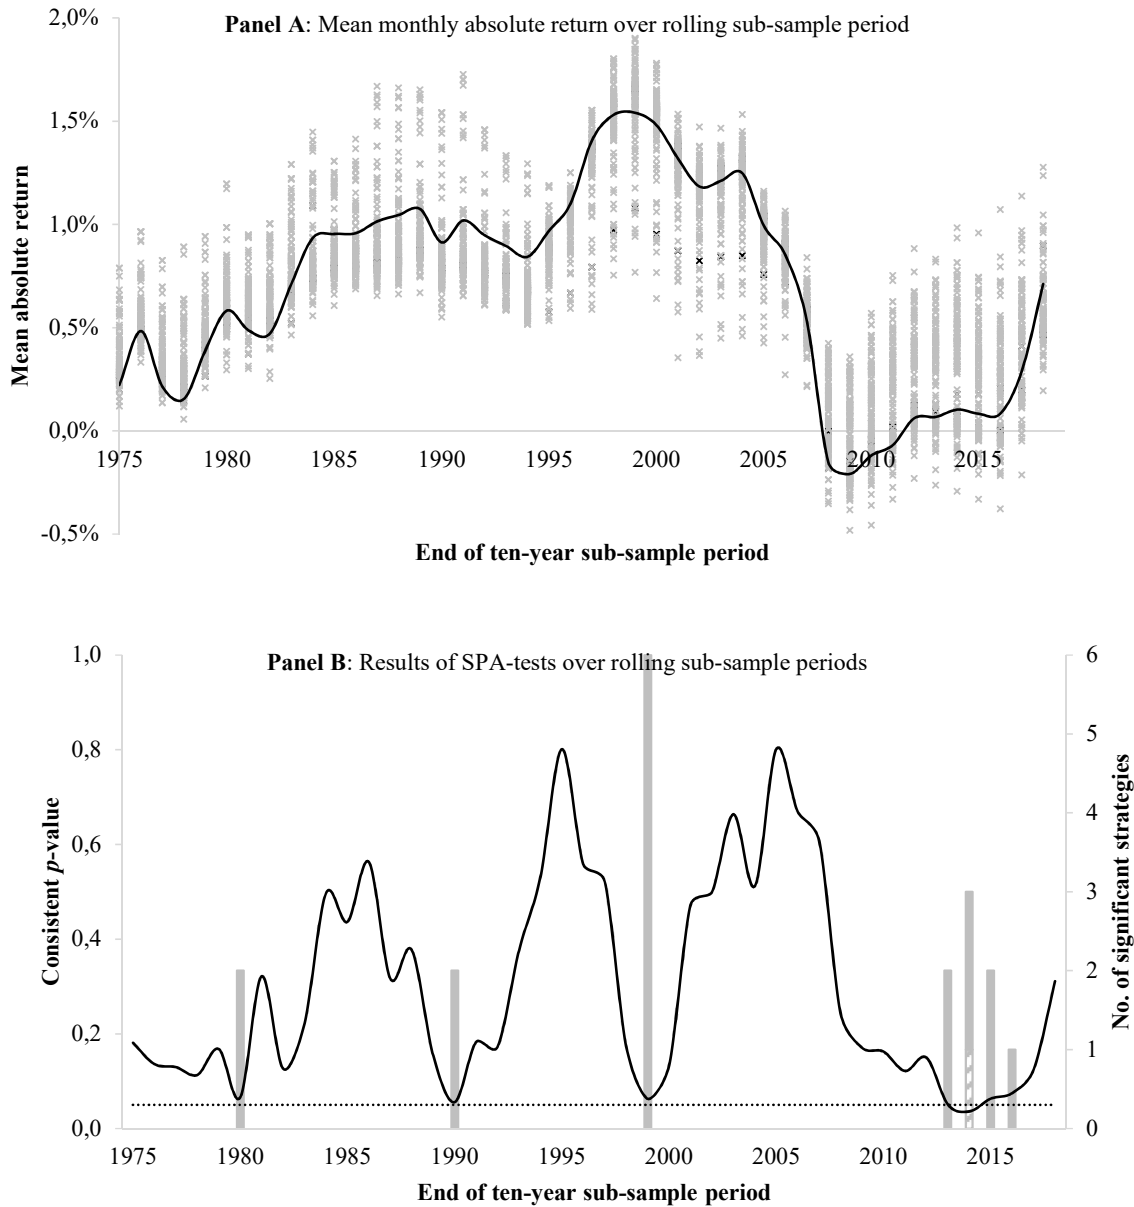 Panel A: Mean monthly absolute return over rolling sub-sample period
2,0%
1,5%
1,0%
0,5%
0,0%
-0,5%
Mean absolute return
1975 1980 1985 1990 1995 2000 2005 2010 2015
End of ten-year sub-sample period
Panel B: Results of SPA-tests over rolling sub-sample periods
1,0
0,8
0,6
0,4
0,2
0,0
Consistent p-value
6
5
4
3
2
1
0
No. of significant strategies
1975 1980 1985 1990 1995 2000 2005 2010 2015
End of ten-year sub-sample period